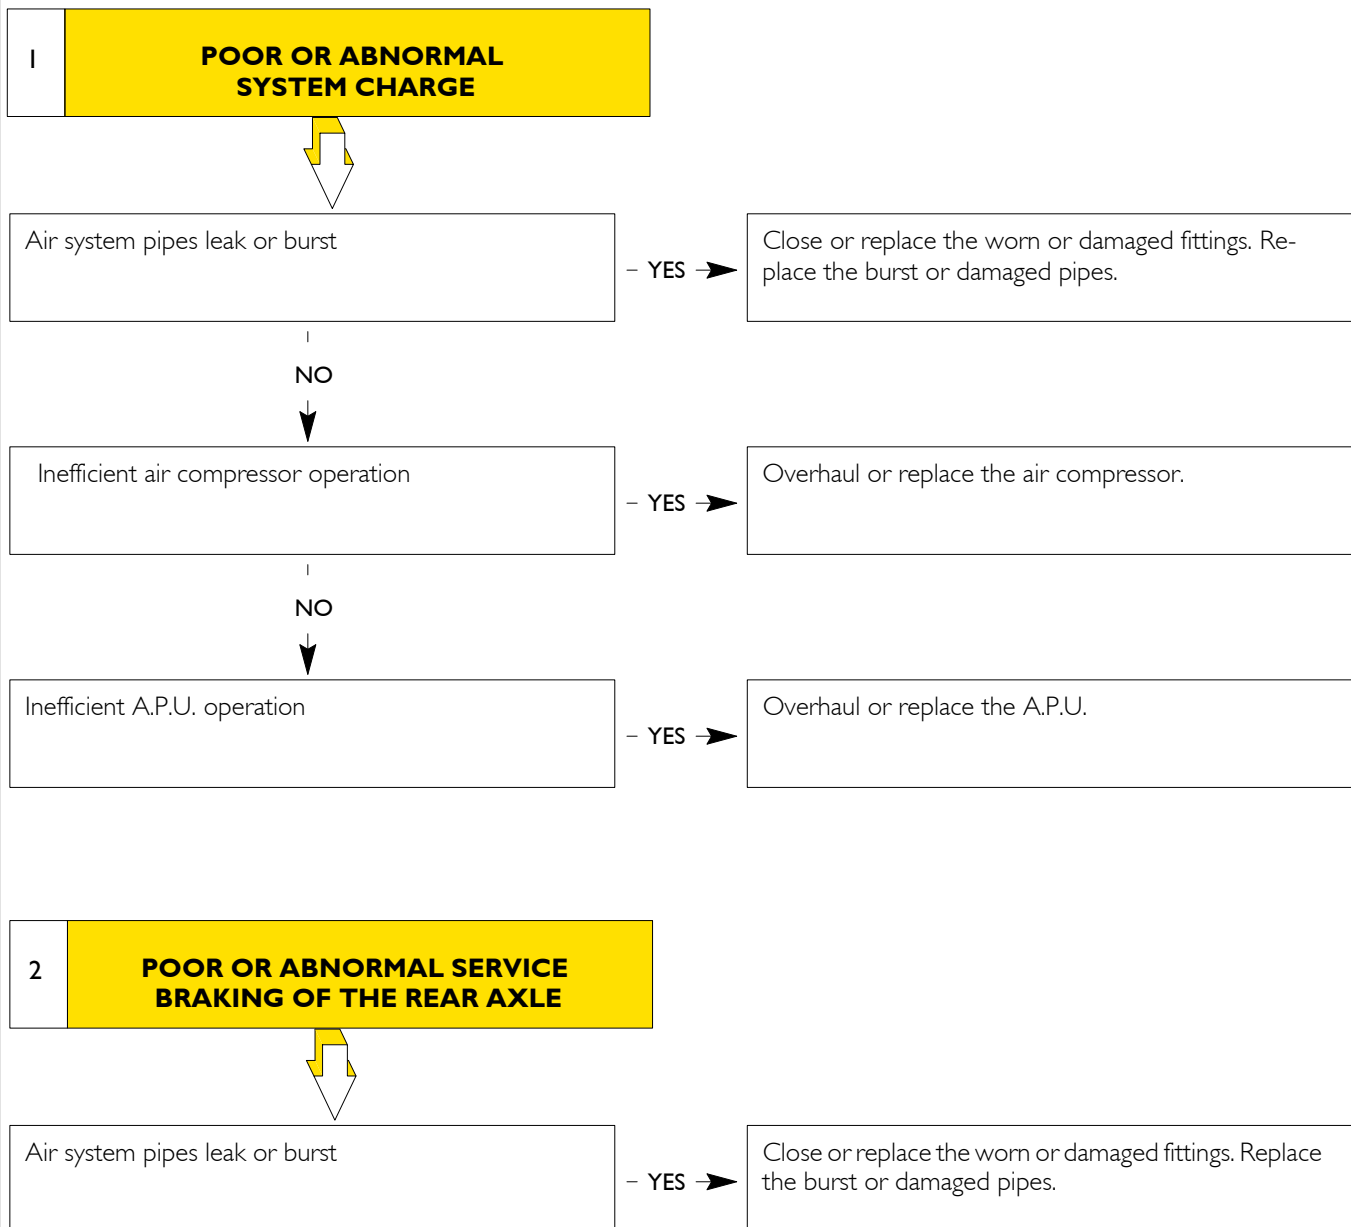 1
POOR OR ABNORMAL
SYSTEM CHARGE
Air system pipes leak or burst
YES
Close or replace the worn or damaged fittings. Re-
place the burst or damaged pipes.
NO
Inefficient air compressor operation
YES
Overhaul or replace the air compressor.
NO
Inefficient A.P.U. operation
YES
Overhaul or replace the A.P.U.
2
POOR OR ABNORMAL SERVICE
BRAKING OF THE REAR AXLE
Air system pipes leak or burst
YES
Close or replace the worn or damaged fittings. Replace
the burst or damaged pipes.